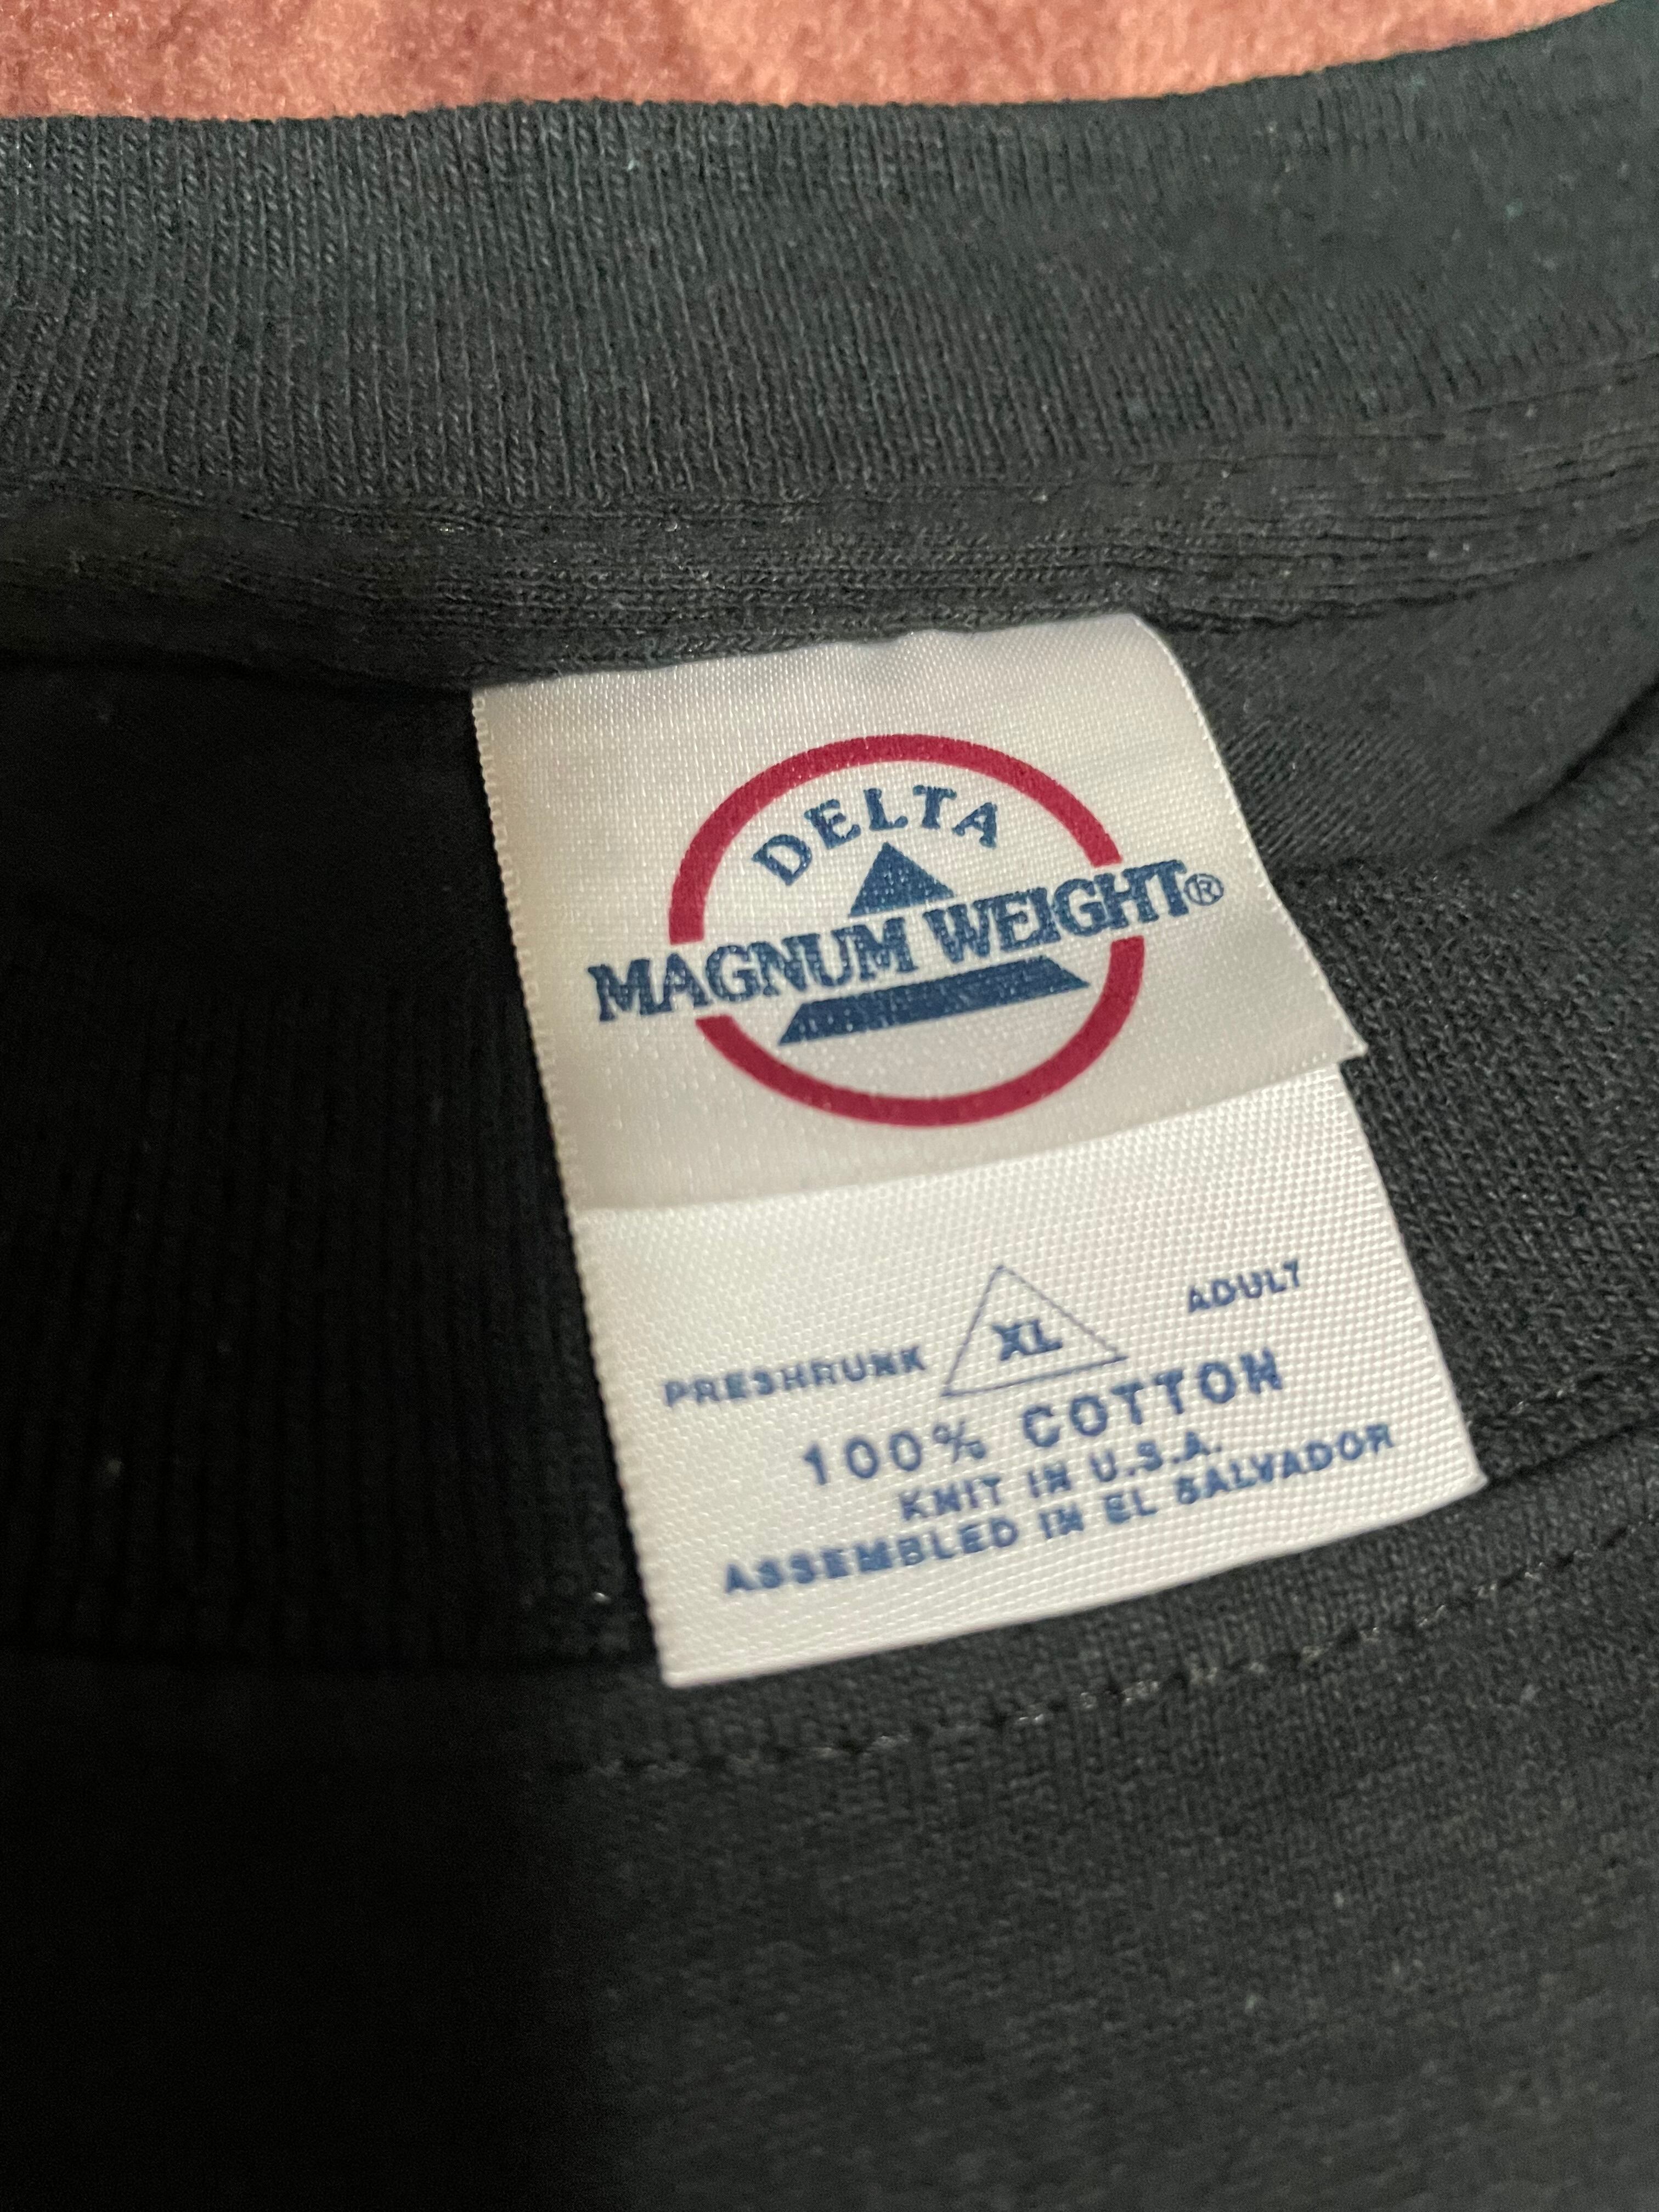 DELTA
MAGNUM WEIGHT®
ADULT
PRESHRUNK XL
100% COTTON
KNIT IN U.S.A.
ASSEMBLED IN EL SALVADOR